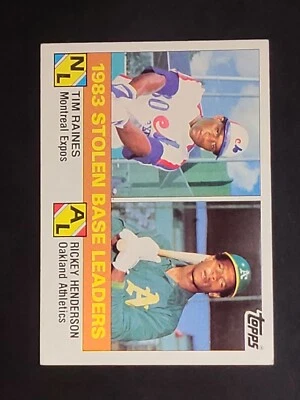 TOPPS
1983 STOLEN BASE LEADERS
NL
TIM RAINES
Montreal Expos
AL
RICKEY HENDERSON
Oakland Athletics